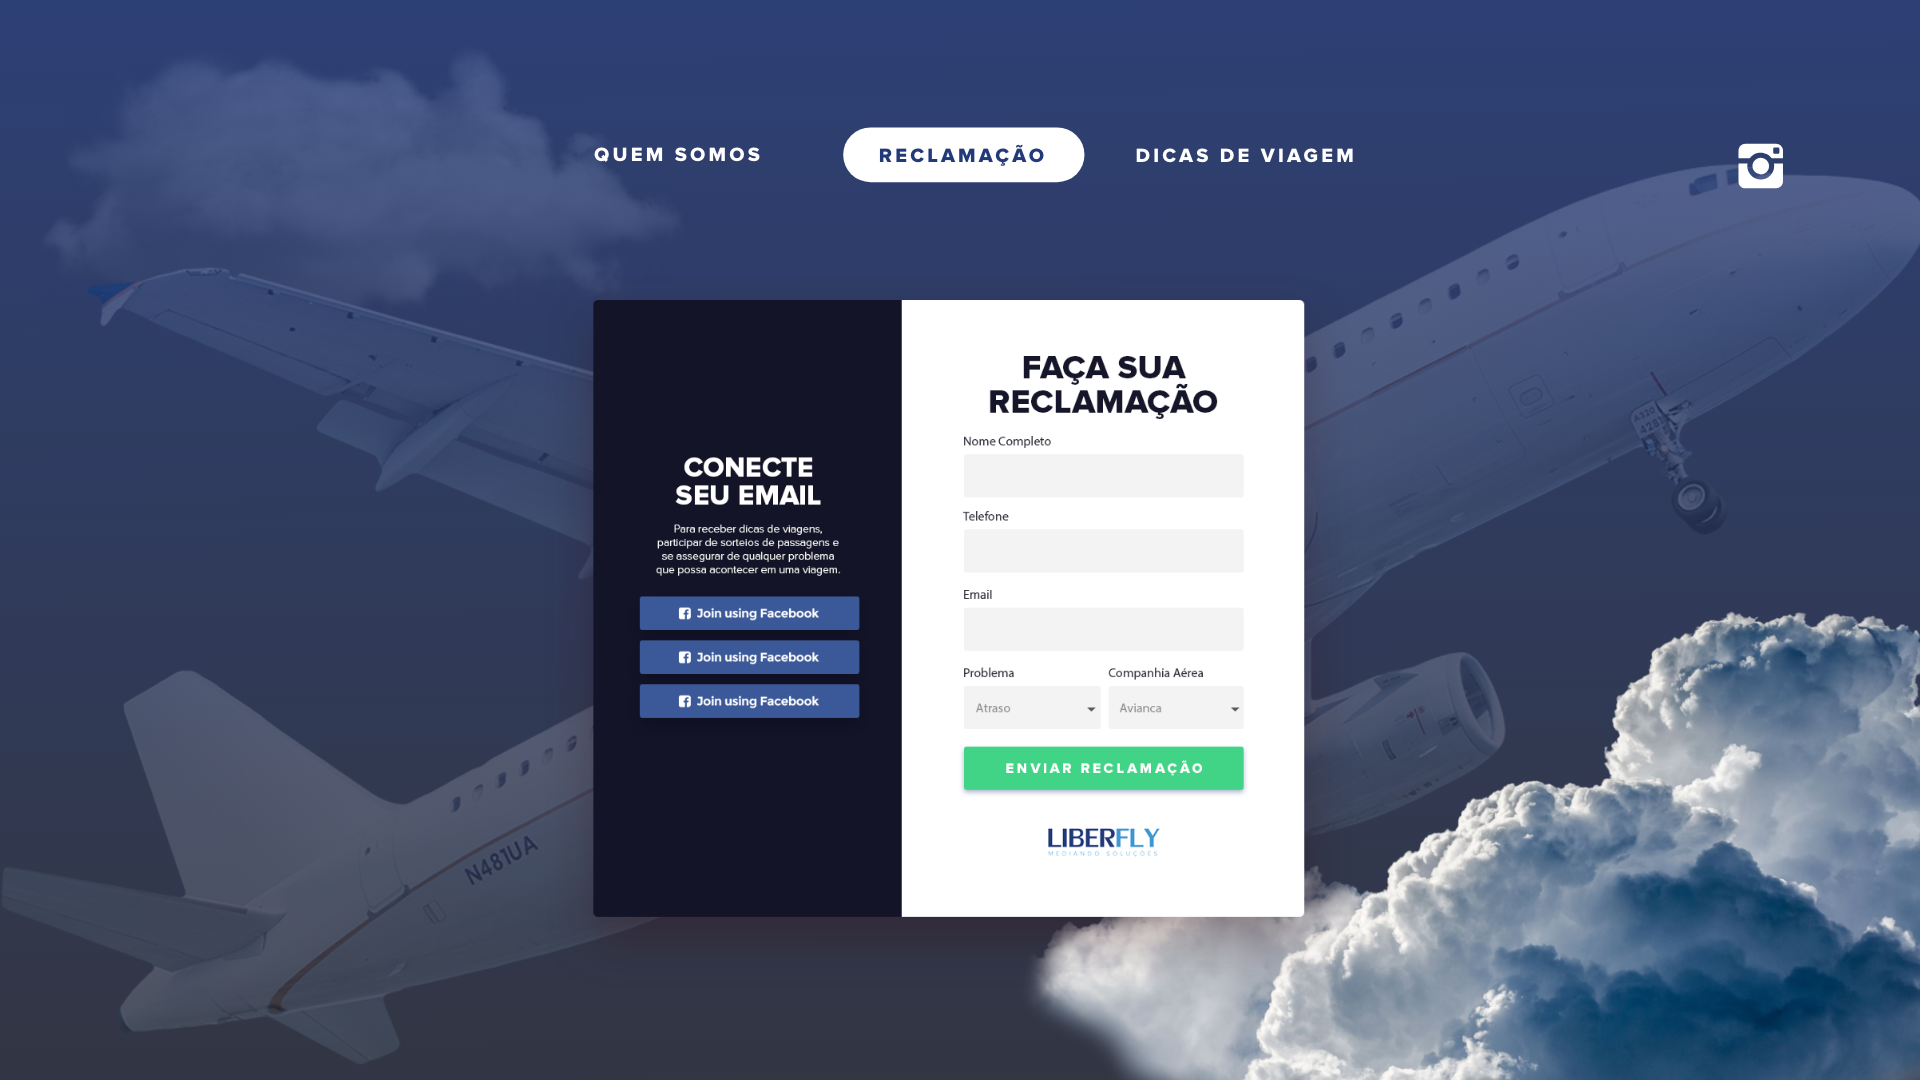 QUEM SOMOS
RECLAMAÇÃO
DICAS DE VIAGEM
CONECTE
SEU EMAIL
Para receber dicas de viagens,
participar de sorteios de passagens e
se assegurar de qualquer problema
que possa acontecer em uma viagem.
Join using Facebook
Join using Facebook
Join using Facebook
FAÇA SUA
RECLAMAÇÃO
Nome Completo
Telefone
Email
Problema
Companhia Aérea
Atraso
Avianca
ENVIAR RECLAMAÇÃO
LIBERFLY
MEDIANDO SOLUÇÕES
N481UA
A320
4281